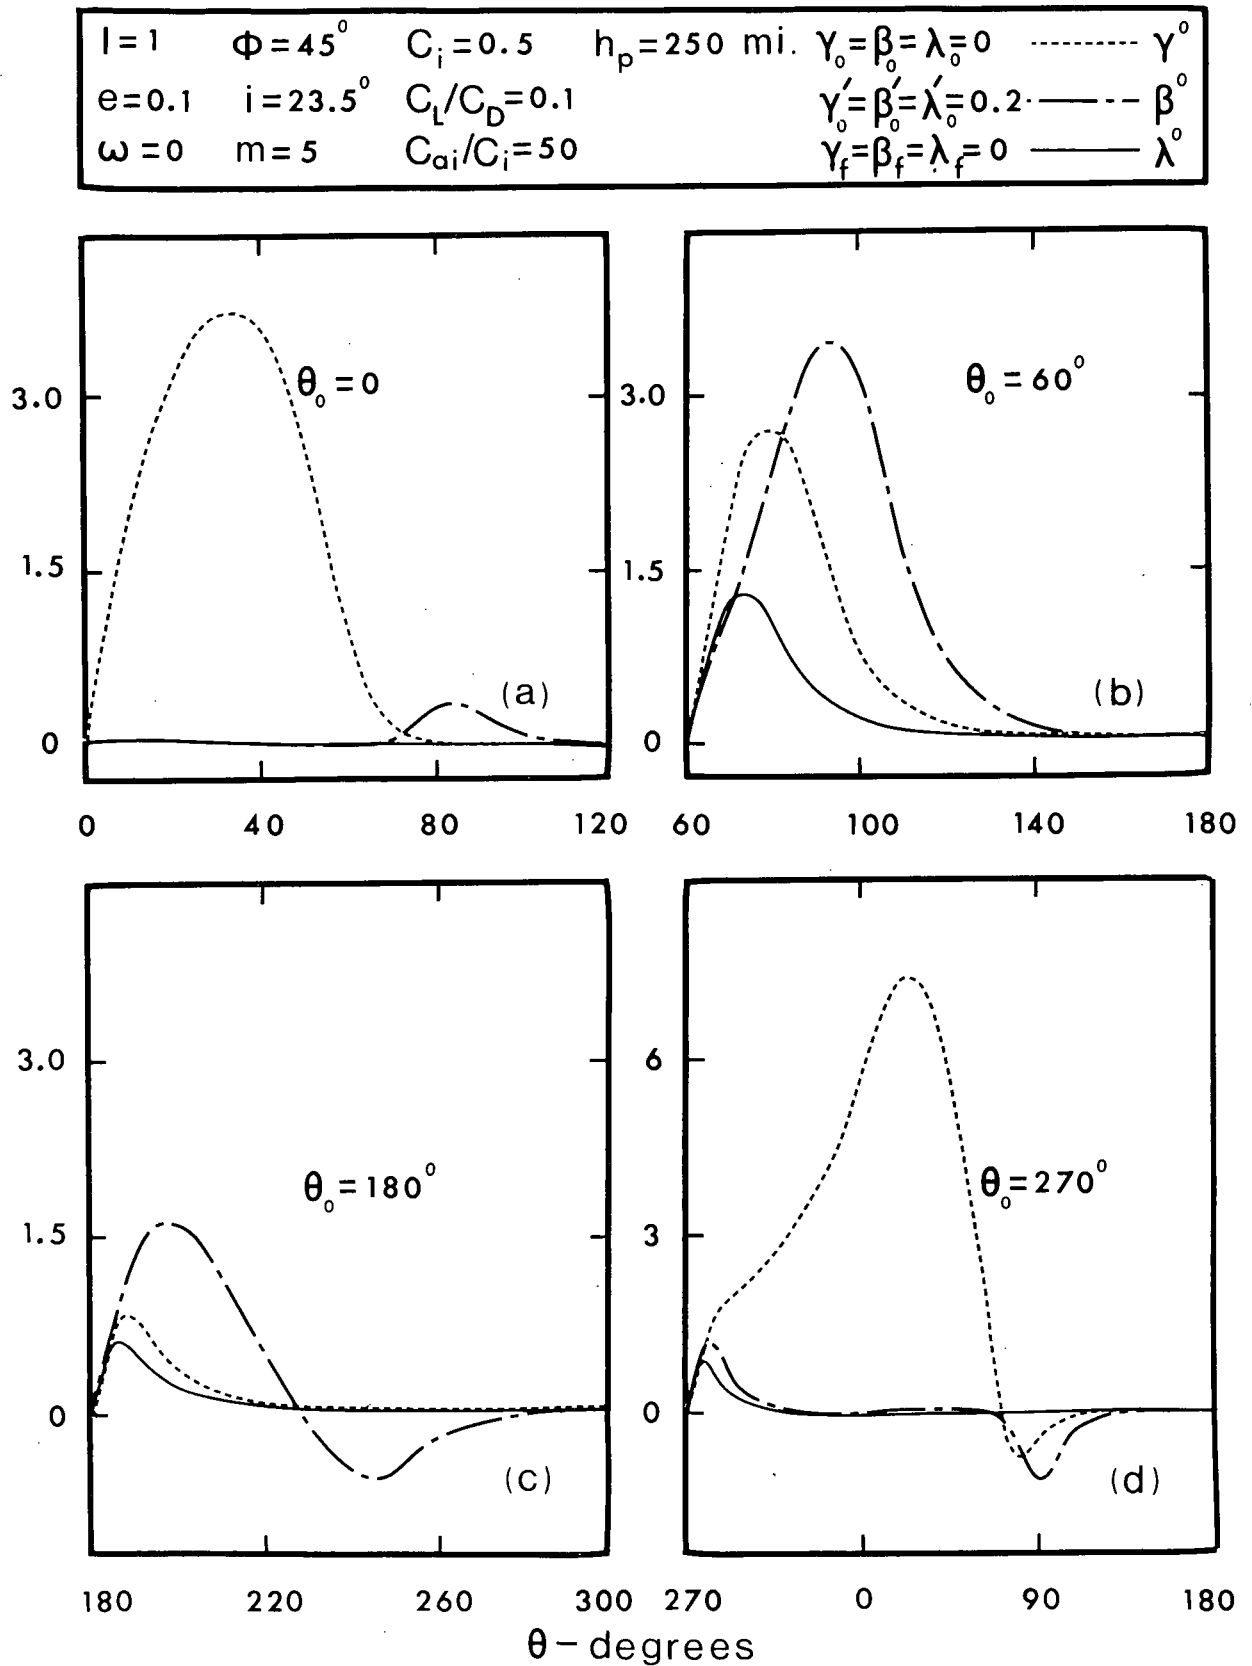 I=1 Φ=45° C_i=0.5 h_p=250 mi. γ₀=β₀=λ₀=0 γ°
e=0.1 i=23.5° C_L/C_D=0.1 γ₀′=β₀′=λ₀′=0.2 β°
ω=0 m=5 C_ai/C_i=50 γ_f=β_f=λ_f=0 λ°
3.0
1.5
0
θ₀=0
(a)
0 40 80 120
3.0
1.5
0
θ₀=60°
(b)
60 100 140 180
3.0
1.5
0
θ₀=180°
(c)
180 220 260 300
6
3
0
θ₀=270°
(d)
270 0 90 180
θ–degrees